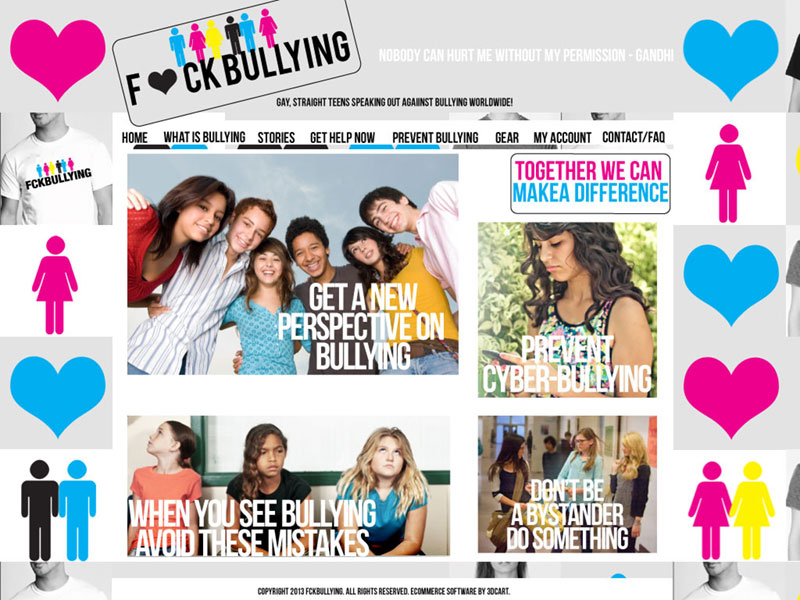 F CK BULLYING
NOBODY CAN HURT ME WITHOUT MY PERMISSION - GANDHI
GAY, STRAIGHT TEENS SPEAKING OUT AGAIINST BULLYING WORLDWIDE!
HOME WHAT IS BULLYING STORIES GET HELP NOW PREVENT BULLYING GEAR MY ACCOUNT CONTACT/FAQ
FCKBULLYING
TOGETHER WE CAN
MAKEA DIFFERENCE
GET A NEW
PERSPECTIVE ON
BULLYING
PREVENT
CYBER-BULLYING
WHEN YOU SEE BULLYING
AVOID THESE MISTAKES
DON'T BE
A BYSTANDER
DO SOMETHING
COPYRIGHT 2013 FCKBULLYING. ALL RIGHTS RESERVED. ECOMMERCE SOFTWARE BY 3DCART.